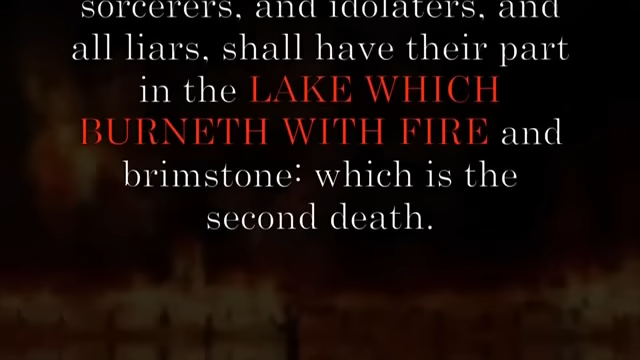 sorcerers, and idolaters, and
all liars, shall have their part
in the LAKE WHICH
BURNETH WITH FIRE and
brimstone: which is the
second death.